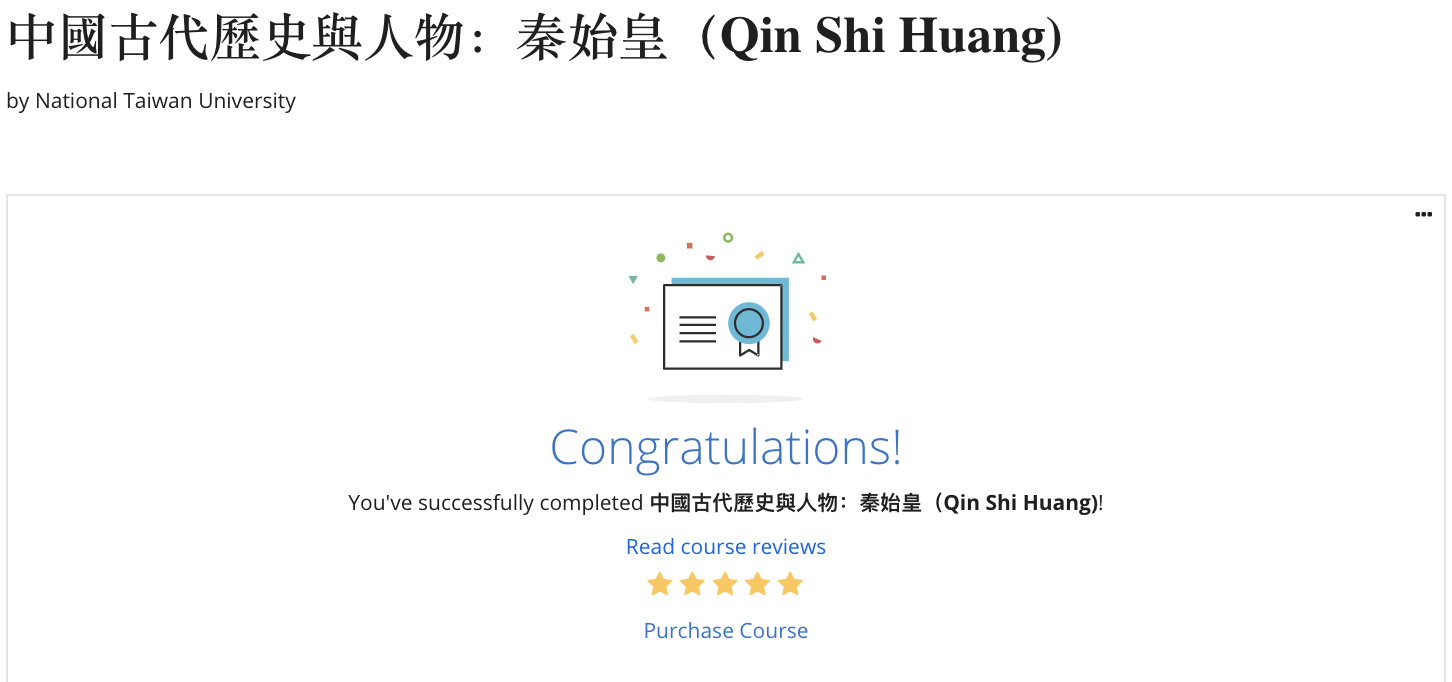 中國古代歷史與人物：秦始皇（Qin Shi Huang)
by National Taiwan University
Congratulations!
You've successfully completed 中國古代歷史與人物：秦始皇（Qin Shi Huang)!
Read course reviews
Purchase Course